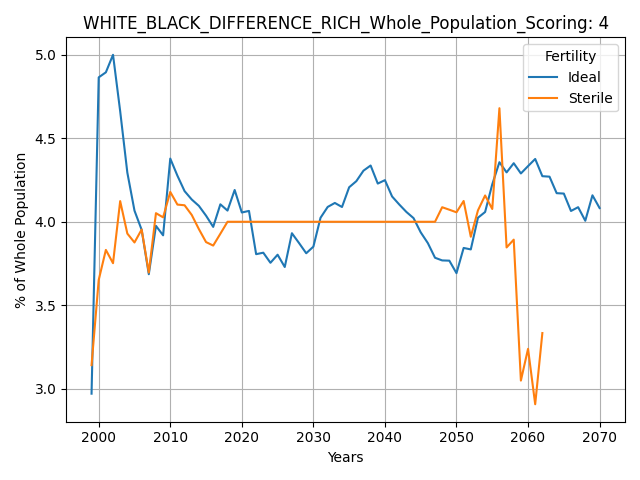 WHITE_BLACK_DIFFERENCE_RICH_Whole_Population_Scoring: 4
Fertility
Ideal
Sterile
% of Whole Population
5.0
4.5
4.0
3.5
3.0
2000 2010 2020 2030 2040 2050 2060 2070
Years